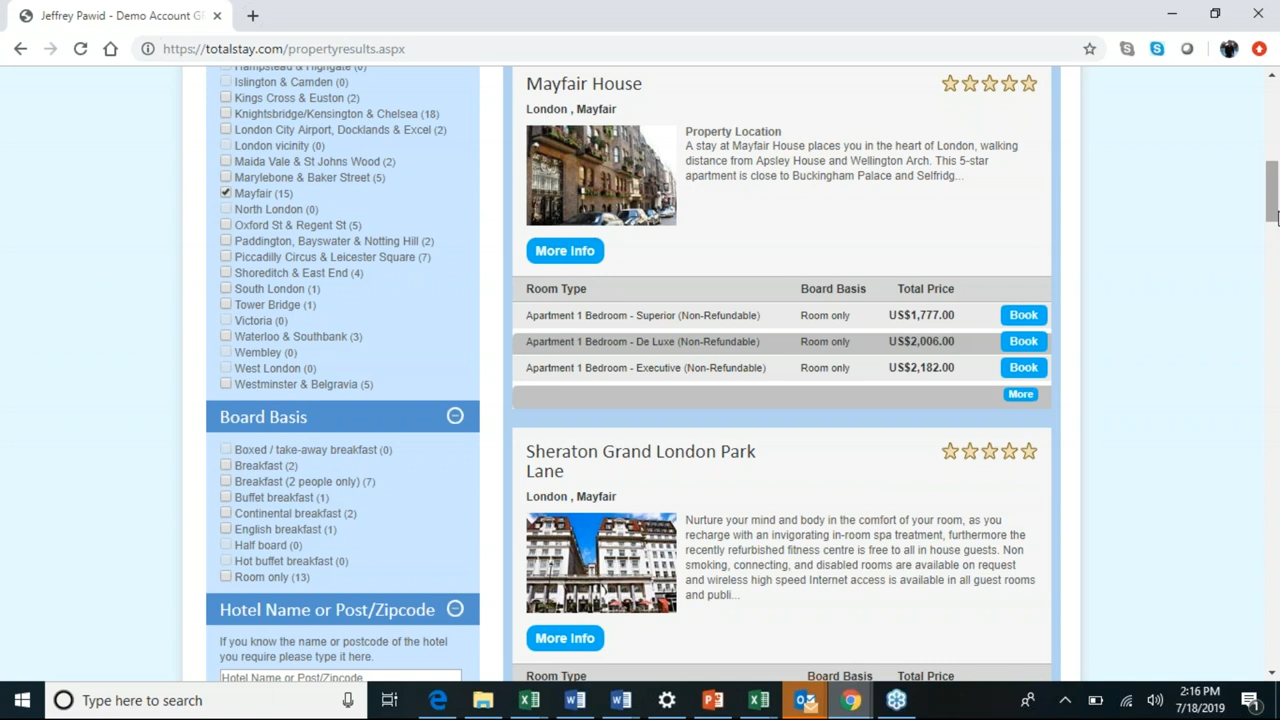 Jeffrey Pawid - Demo Account G
https://totalstay.com/propertyresults.aspx
Hampstead & Highgate (0)
Islington & Camden (0)
Kings Cross & Euston (2)
Knightsbridge/Kensington & Chelsea (18)
London City Airport, Docklands & Excel (2)
London vicinity (0)
Maida Vale & St Johns Wood (2)
Marylebone & Baker Street (5)
Mayfair (15)
North London (0)
Oxford St & Regent St (5)
Paddington, Bayswater & Notting Hill (2)
Piccadilly Circus & Leicester Square (7)
Shoreditch & East End (4)
South London (1)
Tower Bridge (1)
Victoria (0)
Waterloo & Southbank (3)
Wembley (0)
West London (0)
Westminster & Belgravia (5)
Board Basis
Boxed / take-away breakfast (0)
Breakfast (2)
Breakfast (2 people only) (7)
Buffet breakfast (1)
Continental breakfast (2)
English breakfast (1)
Half board (0)
Hot buffet breakfast (0)
Room only (13)
Hotel Name or Post/Zipcode
If you know the name or postcode of the hotel
you require please type it here.
Hotel Name or Post/Zipcode
Mayfair House
London , Mayfair
Property Location
A stay at Mayfair House places you in the heart of London, walking
distance from Apsley House and Wellington Arch. This 5-star
apartment is close to Buckingham Palace and Selfridg...
More Info
Room Type Board Basis Total Price
Apartment 1 Bedroom - Superior (Non-Refundable) Room only US$1,777.00 Book
Apartment 1 Bedroom - De Luxe (Non-Refundable) Room only US$2,006.00 Book
Apartment 1 Bedroom - Executive (Non-Refundable) Room only US$2,182.00 Book
More
Sheraton Grand London Park
Lane
London , Mayfair
Nurture your mind and body in the comfort of your room, as you
recharge with an invigorating in-room spa treatment, furthermore the
recently refurbished fitness centre is free to all in house guests. Non
smoking, connecting, and disabled rooms are available on request
and wireless high speed Internet access is available in all guest rooms
and publi...
More Info
Room Type Board Basis Total Price
Type here to search
2:16 PM
7/18/2019
1